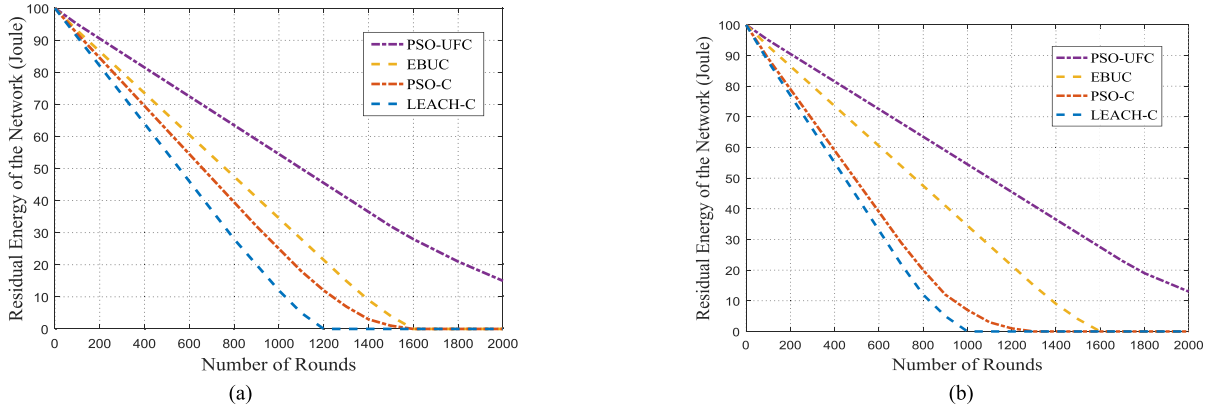 Residual Energy of the Network (Joule)
100
90
80
70
60
50
40
30
20
10
0
PSO-UFC
EBUC
PSO-C
LEACH-C
0 200 400 600 800 1000 1200 1400 1600 1800 2000
Number of Rounds
(a)
Residual Energy of the Network (Joule)
100
90
80
70
60
50
40
30
20
10
0
PSO-UFC
EBUC
PSO-C
LEACH-C
0 200 400 600 800 1000 1200 1400 1600 1800 2000
Number of Rounds
(b)